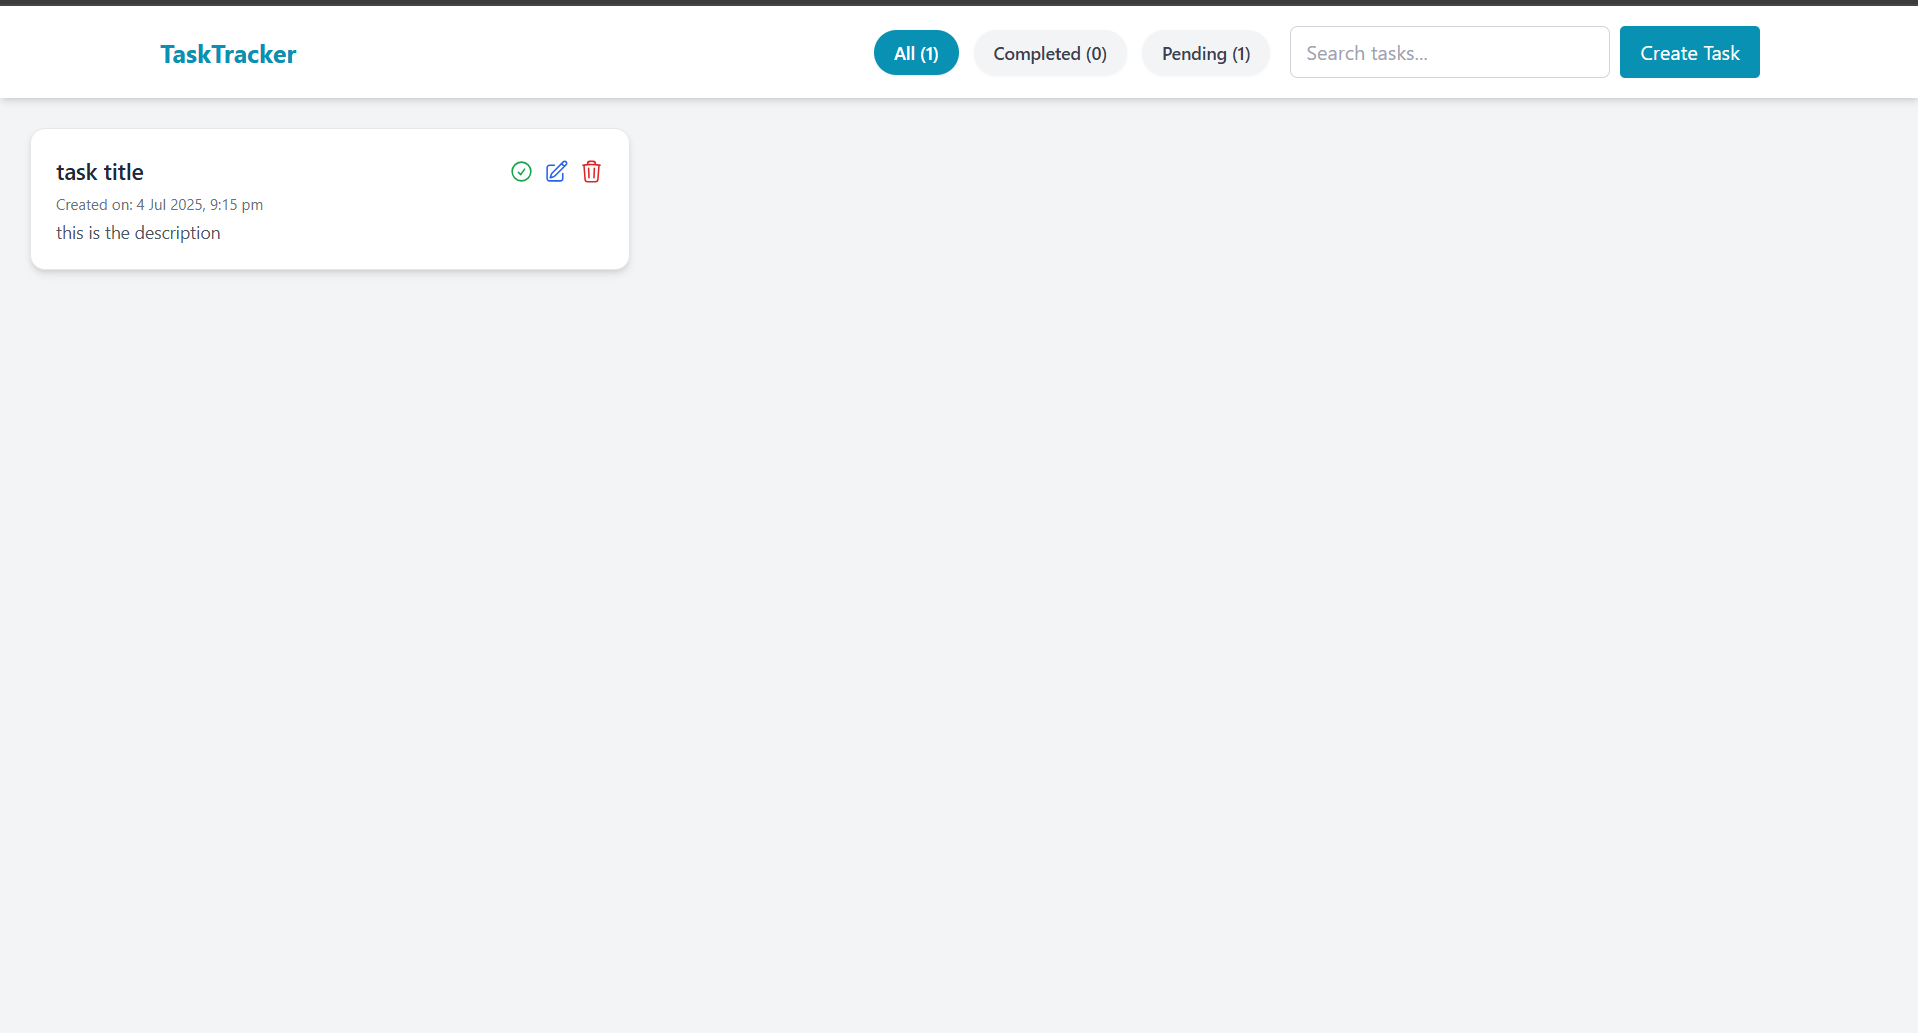 TaskTracker
All (1)
Completed (0)
Pending (1)
Search tasks...
Create Task
task title
Created on: 4 Jul 2025, 9:15 pm
this is the description